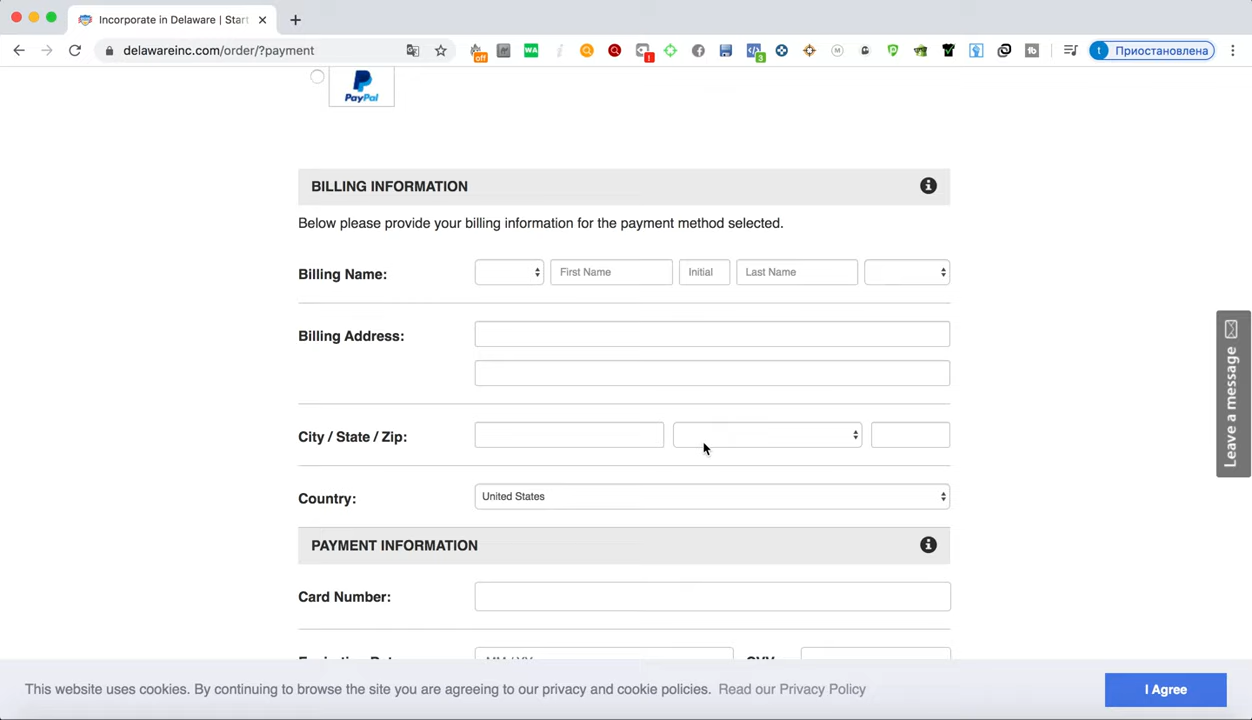 Incorporate in Delaware | Start
delawareinc.com/order/?payment
WA
off
!
3
M
t Приостановлена
PayPal
BILLING INFORMATION
Below please provide your billing information for the payment method selected.
Billing Name:
First Name
Initial
Last Name
Billing Address:
City / State / Zip:
Country:
United States
PAYMENT INFORMATION
Card Number:
Leave a message
This website uses cookies. By continuing to browse the site you are agreeing to our privacy and cookie policies. Read our Privacy Policy
I Agree